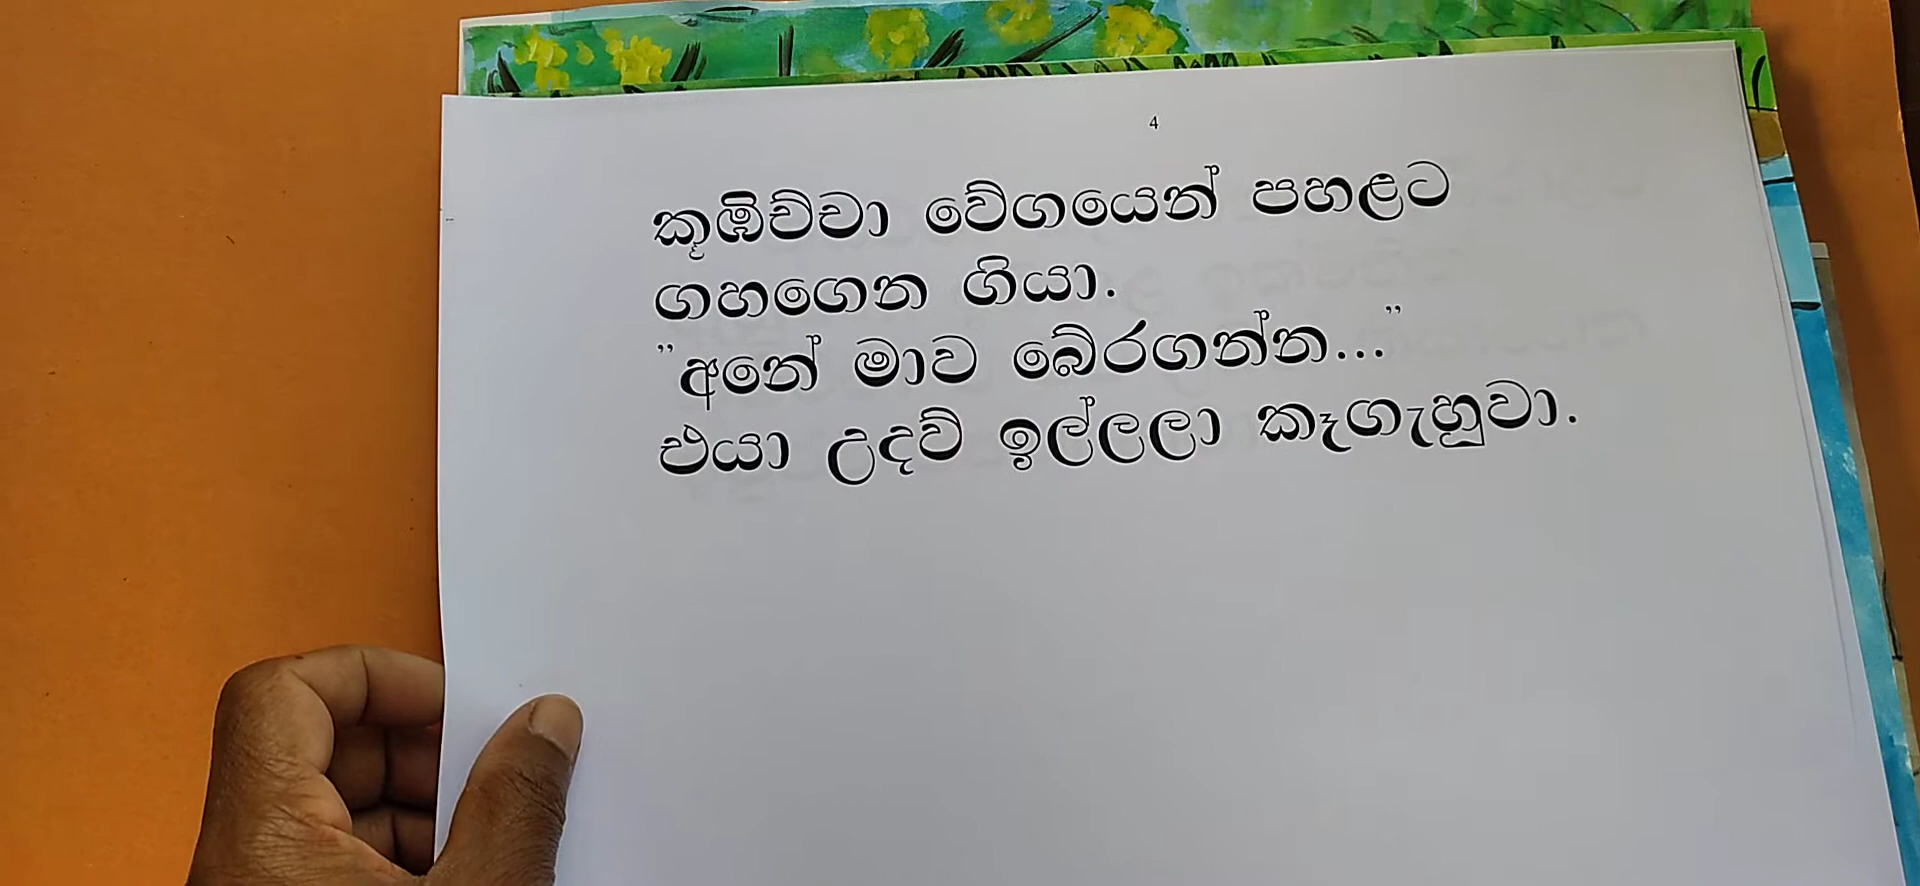 4
කූඹිච්චා වේගයෙන් පහළට
ගහගෙන ගියා.
”අනේ මාව බේරගන්න...”
එයා උදව් ඉල්ලලා කෑගැහුවා.